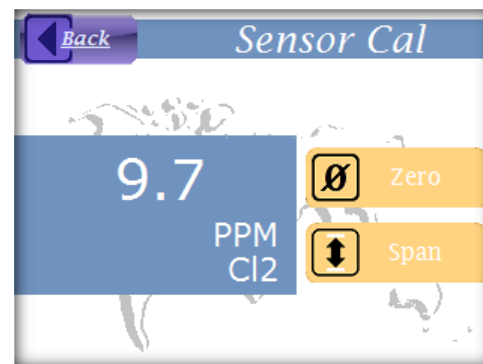 Back
Sensor Cal
9.7
PPM
Cl2
Zero
Span